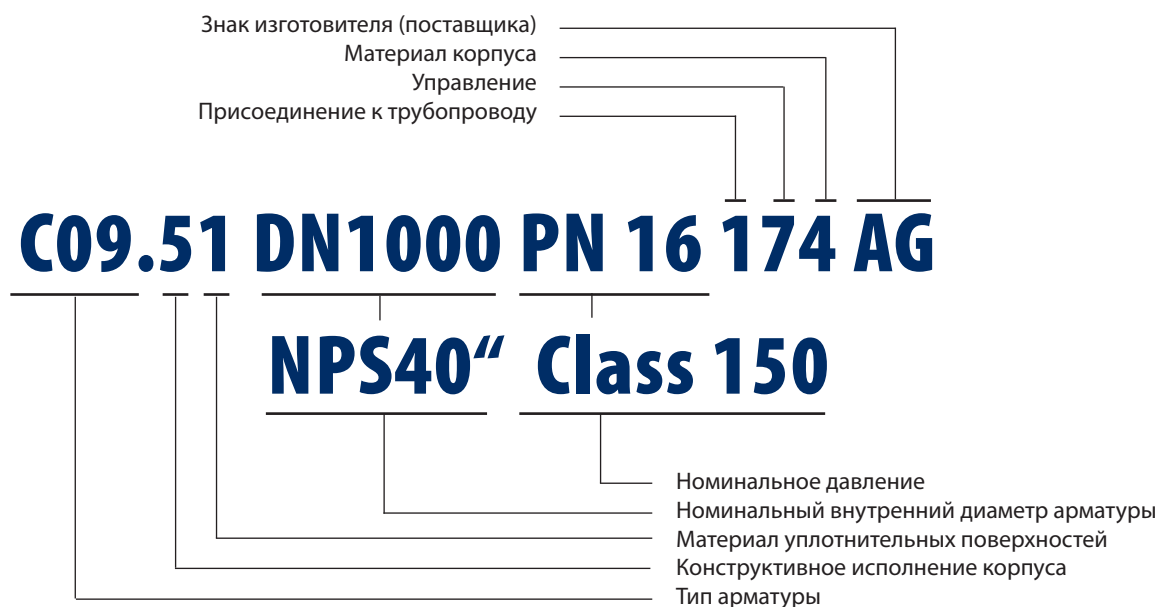 Знак изготовителя (поставщика)
Материал корпуса
Управление
Присоединение к трубопроводу
C09.51 DN1000 PN 16 174 AG
NPS40“ Class 150
Номинальное давление
Номинальный внутренний диаметр арматуры
Материал уплотнительных поверхностей
Конструктивное исполнение корпуса
Тип арматуры